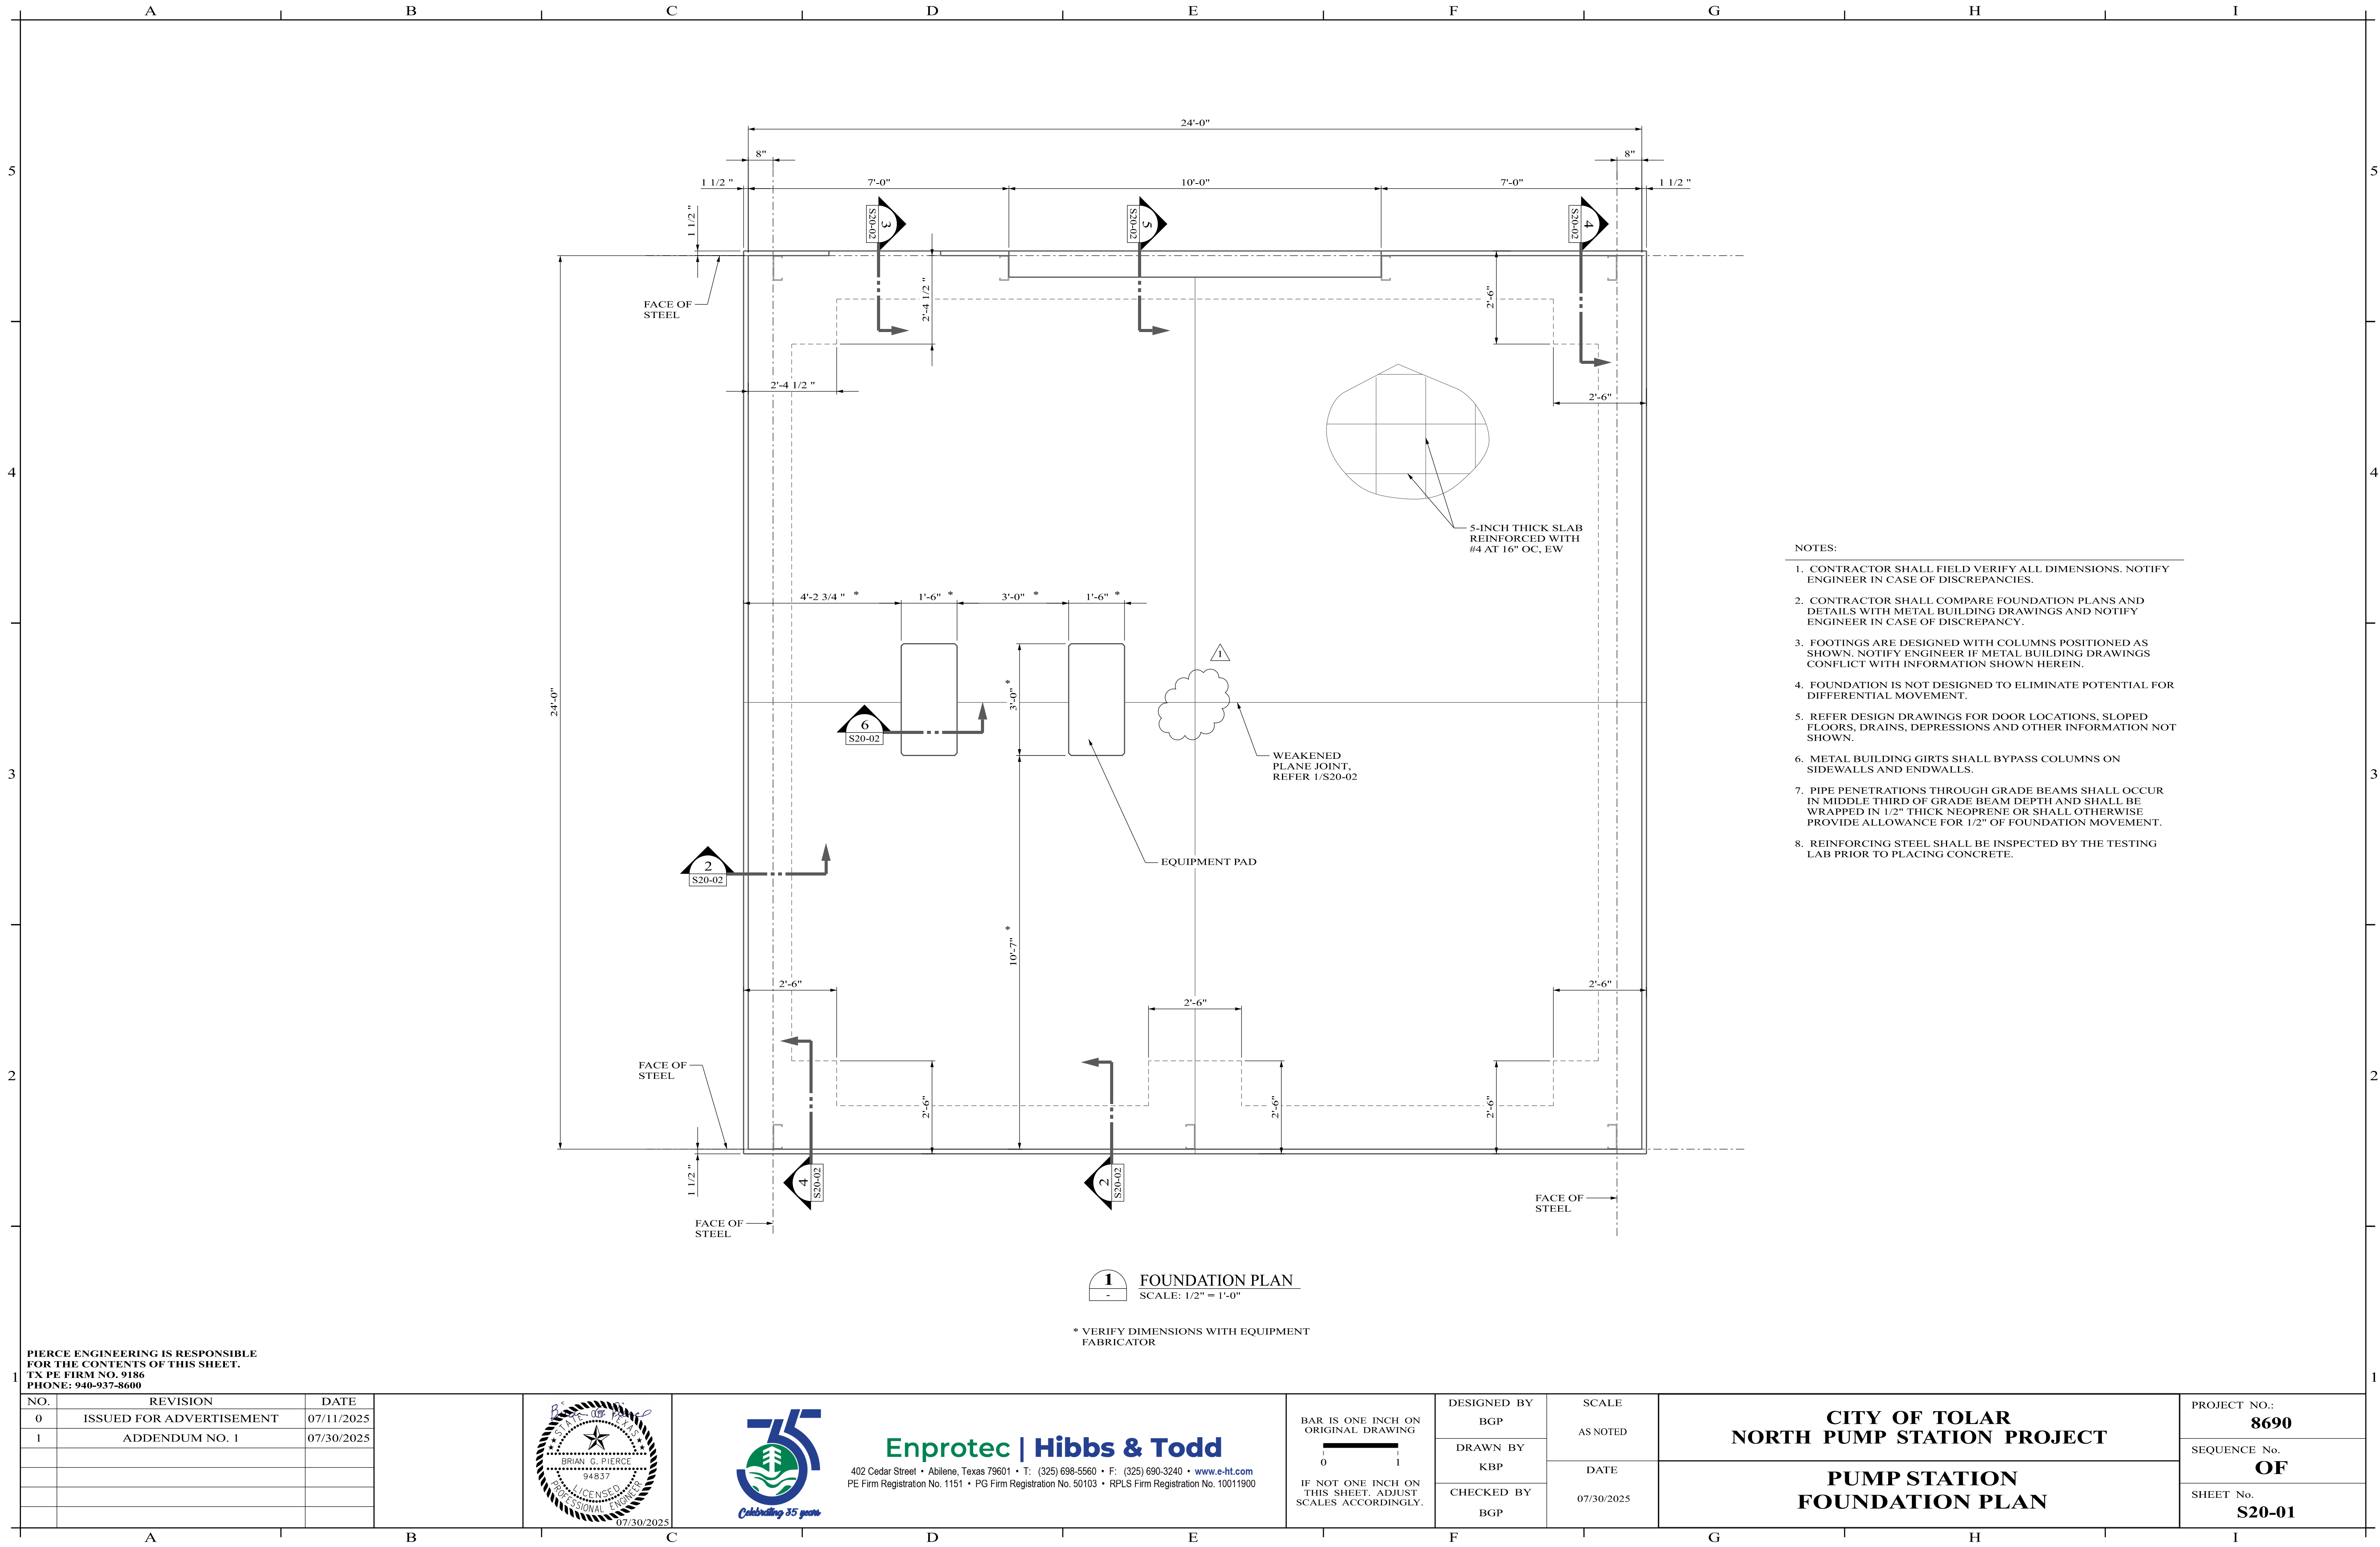 A B C D E F G H I
5 5
4 4
3 3
2 2
1 1
24'-0"
8" 8"
1 1/2 " 7'-0" 10'-0" 7'-0" 1 1/2 "
1 1/2 "
3
S20-02
5
S20-02
4
S20-02
FACE OF
STEEL
2'-4 1/2 "
2'-6"
2'-4 1/2 "
2'-6"
5-INCH THICK SLAB
REINFORCED WITH
#4 AT 16" OC, EW
4'-2 3/4 " * 1'-6" * 3'-0" * 1'-6" *
24'-0"
3'-0" *
1
6
S20-02
WEAKENED
PLANE JOINT,
REFER 1/S20-02
EQUIPMENT PAD
2
S20-02
10'-7" *
2'-6" 2'-6" 2'-6"
FACE OF
STEEL
2'-6" 2'-6" 2'-6"
1 1/2 "
4
S20-02
2
S20-02
FACE OF
STEEL
FACE OF
STEEL
NOTES:
1. CONTRACTOR SHALL FIELD VERIFY ALL DIMENSIONS. NOTIFY
ENGINEER IN CASE OF DISCREPANCIES.
2. CONTRACTOR SHALL COMPARE FOUNDATION PLANS AND
DETAILS WITH METAL BUILDING DRAWINGS AND NOTIFY
ENGINEER IN CASE OF DISCREPANCY.
3. FOOTINGS ARE DESIGNED WITH COLUMNS POSITIONED AS
SHOWN. NOTIFY ENGINEER IF METAL BUILDING DRAWINGS
CONFLICT WITH INFORMATION SHOWN HEREIN.
4. FOUNDATION IS NOT DESIGNED TO ELIMINATE POTENTIAL FOR
DIFFERENTIAL MOVEMENT.
5. REFER DESIGN DRAWINGS FOR DOOR LOCATIONS, SLOPED
FLOORS, DRAINS, DEPRESSIONS AND OTHER INFORMATION NOT
SHOWN.
6. METAL BUILDING GIRTS SHALL BYPASS COLUMNS ON
SIDEWALLS AND ENDWALLS.
7. PIPE PENETRATIONS THROUGH GRADE BEAMS SHALL OCCUR
IN MIDDLE THIRD OF GRADE BEAM DEPTH AND SHALL BE
WRAPPED IN 1/2" THICK NEOPRENE OR SHALL OTHERWISE
PROVIDE ALLOWANCE FOR 1/2" OF FOUNDATION MOVEMENT.
8. REINFORCING STEEL SHALL BE INSPECTED BY THE TESTING
LAB PRIOR TO PLACING CONCRETE.
1
-
FOUNDATION PLAN
SCALE: 1/2" = 1'-0"
* VERIFY DIMENSIONS WITH EQUIPMENT
FABRICATOR
PIERCE ENGINEERING IS RESPONSIBLE
FOR THE CONTENTS OF THIS SHEET.
TX PE FIRM NO. 9186
PHONE: 940-937-8600
NO. REVISION DATE
0 ISSUED FOR ADVERTISEMENT 07/11/2025
1 ADDENDUM NO. 1 07/30/2025
STATE OF TEXAS
BRIAN G. PIERCE
94837
LICENSED
PROFESSIONAL ENGINEER
07/30/2025
35
Celebrating 35 years
Enprotec | Hibbs & Todd
402 Cedar Street • Abilene, Texas 79601 • T: (325) 698-5560 • F: (325) 690-3240 • www.e-ht.com
PE Firm Registration No. 1151 • PG Firm Registration No. 50103 • RPLS Firm Registration No. 10011900
BAR IS ONE INCH ON
ORIGINAL DRAWING
0 1
IF NOT ONE INCH ON
THIS SHEET. ADJUST
SCALES ACCORDINGLY.
DESIGNED BY
BGP
DRAWN BY
KBP
CHECKED BY
BGP
SCALE
AS NOTED
DATE
07/30/2025
CITY OF TOLAR
NORTH PUMP STATION PROJECT
PUMP STATION
FOUNDATION PLAN
PROJECT NO.:
8690
SEQUENCE No.
OF
SHEET No.
S20-01
A B C D E F G H I